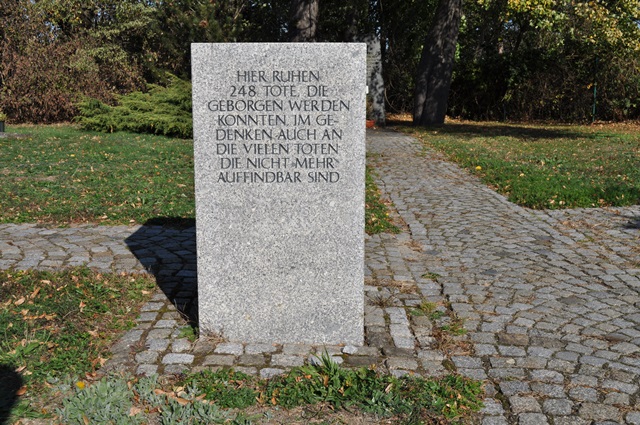 HIER RUHEN
248 TOTE, DIE
GEBORGEN WERDEN
KONNTEN. IM GE-
DENKEN AUCH AN
DIE VIELEN TOTEN
DIE NICHT MEHR
AUFFINDBAR SIND